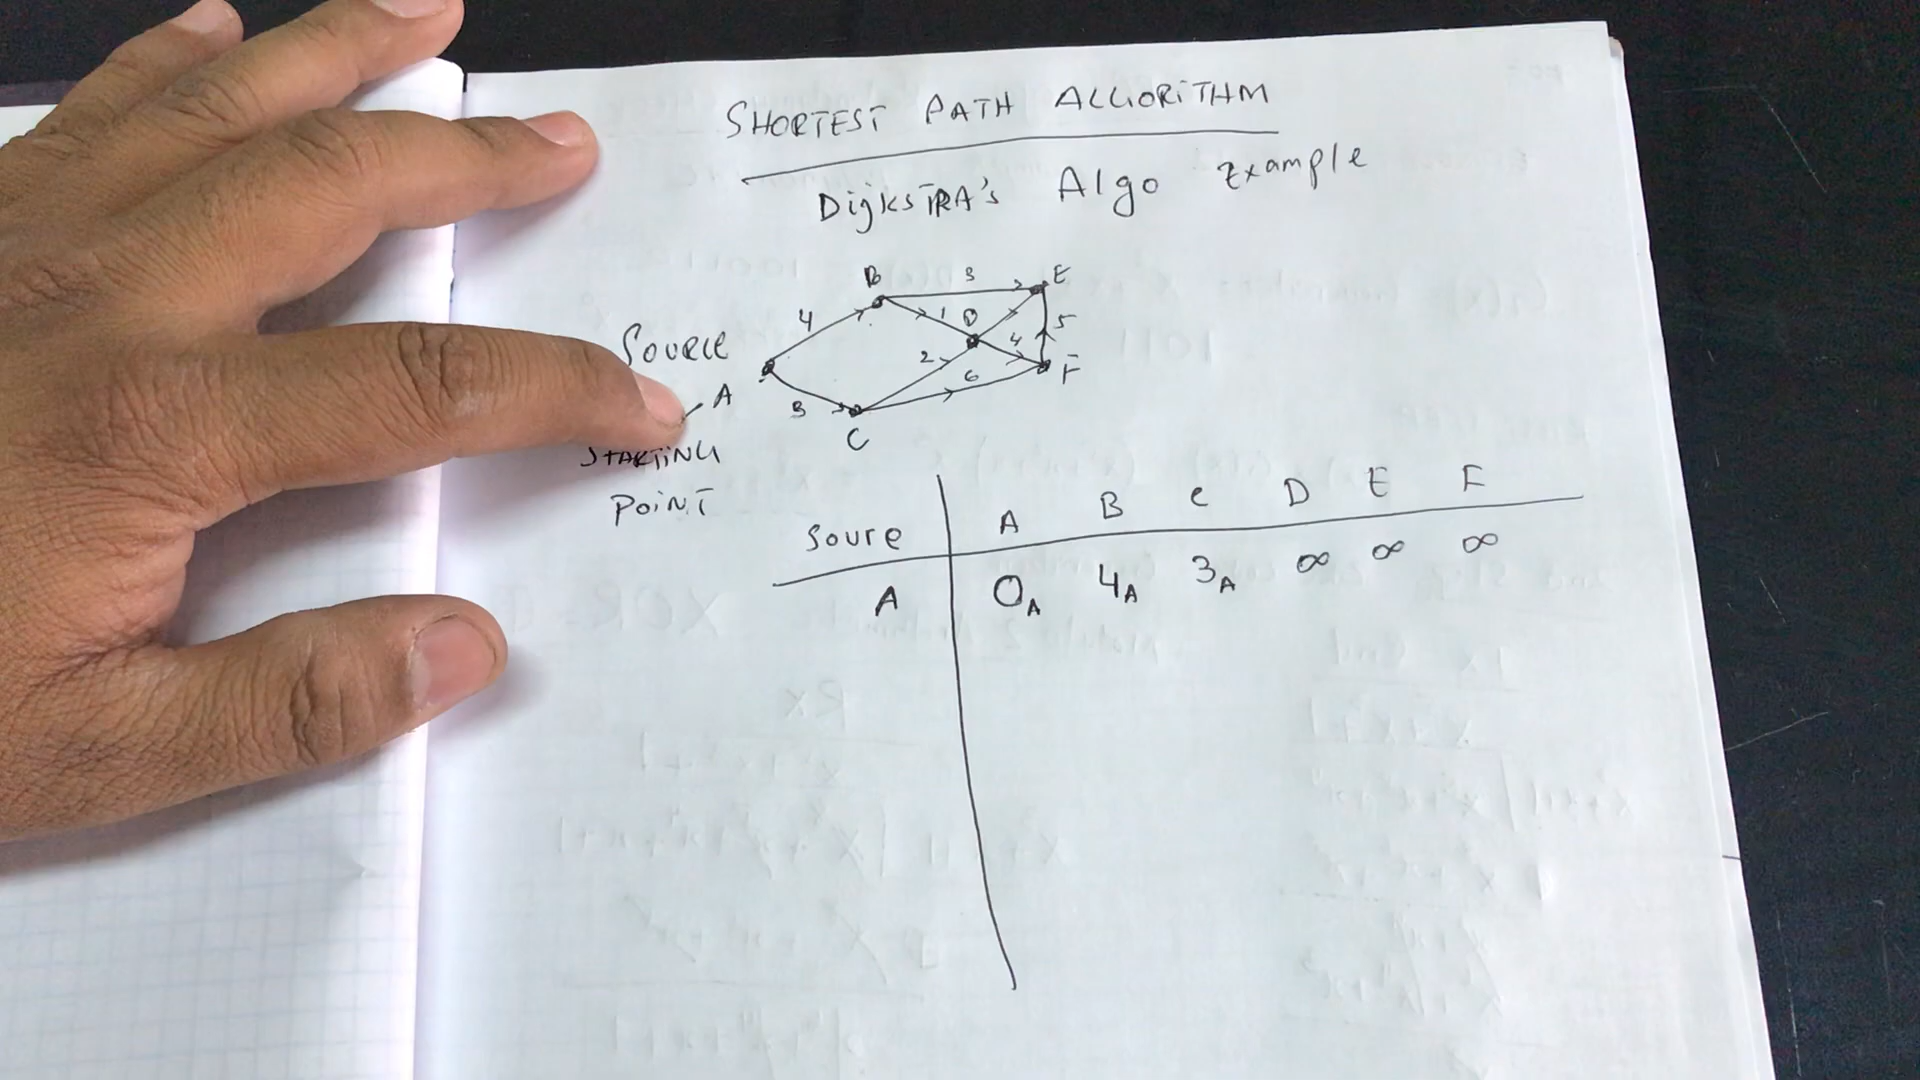 SHORTEST PATH ALGORITHM
DijKSTRA's Algo Example
B 3 E
4 1 D
SOURCE 2 4 5
A 6 F
3
C
STARTING
POINT
Soure A B C D E F
A 0A 4A 3A ∞ ∞ ∞